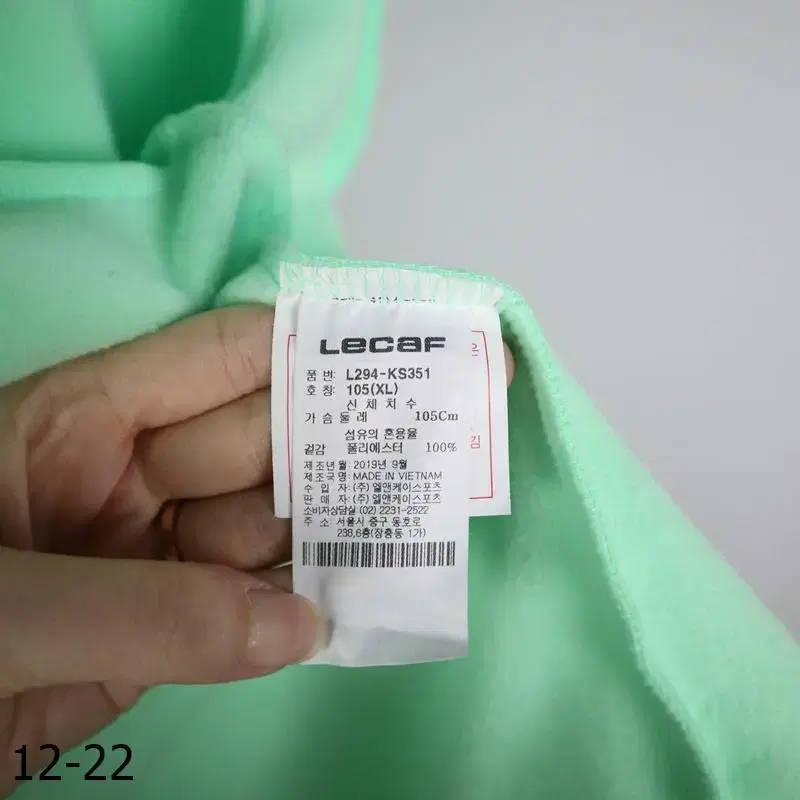 Lecaf
품 번: L294-KS351
호 칭: 105(XL)
신 체 치 수
가 슴 둘 레 105Cm
섬유의 혼용율
겉감 폴리에스터 100%
제조년월: 2019년 9월
제조국명: MADE IN VIETNAM
수 입 자: (주)엘앤케이스포츠
판 매 자: (주)엘앤케이스포츠
소비자상담실 (02) 2231-2522
주 소: 서울시 중구 동호로
238,6층(장충동 1가)
은
킴
12-22